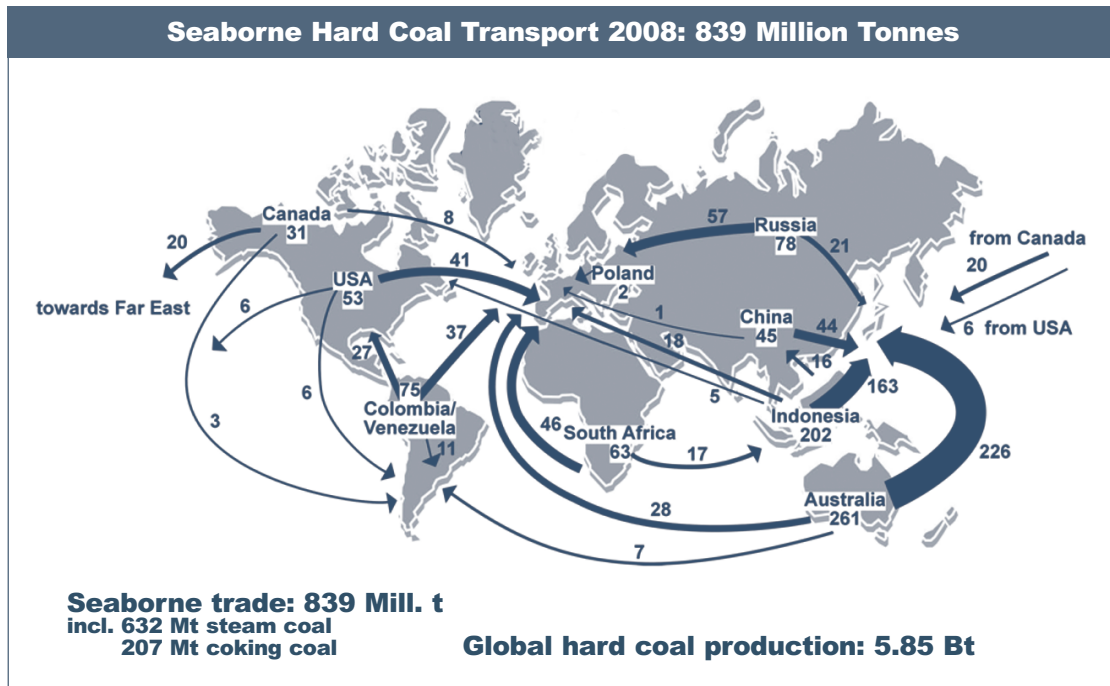 Seaborne Hard Coal Transport 2008: 839 Million Tonnes
Canada
31
8
20
towards Far East
USA
53
41
6
6
3
27
37
75
Colombia/
Venezuela
11
57
Russia
78
21
Poland
2
1
China
45
44
18
16
5
163
Indonesia
202
from Canada
20
6 from USA
46
South Africa
63
17
226
28
Australia
261
7
Seaborne trade: 839 Mill. t
incl. 632 Mt steam coal
207 Mt coking coal
Global hard coal production: 5.85 Bt